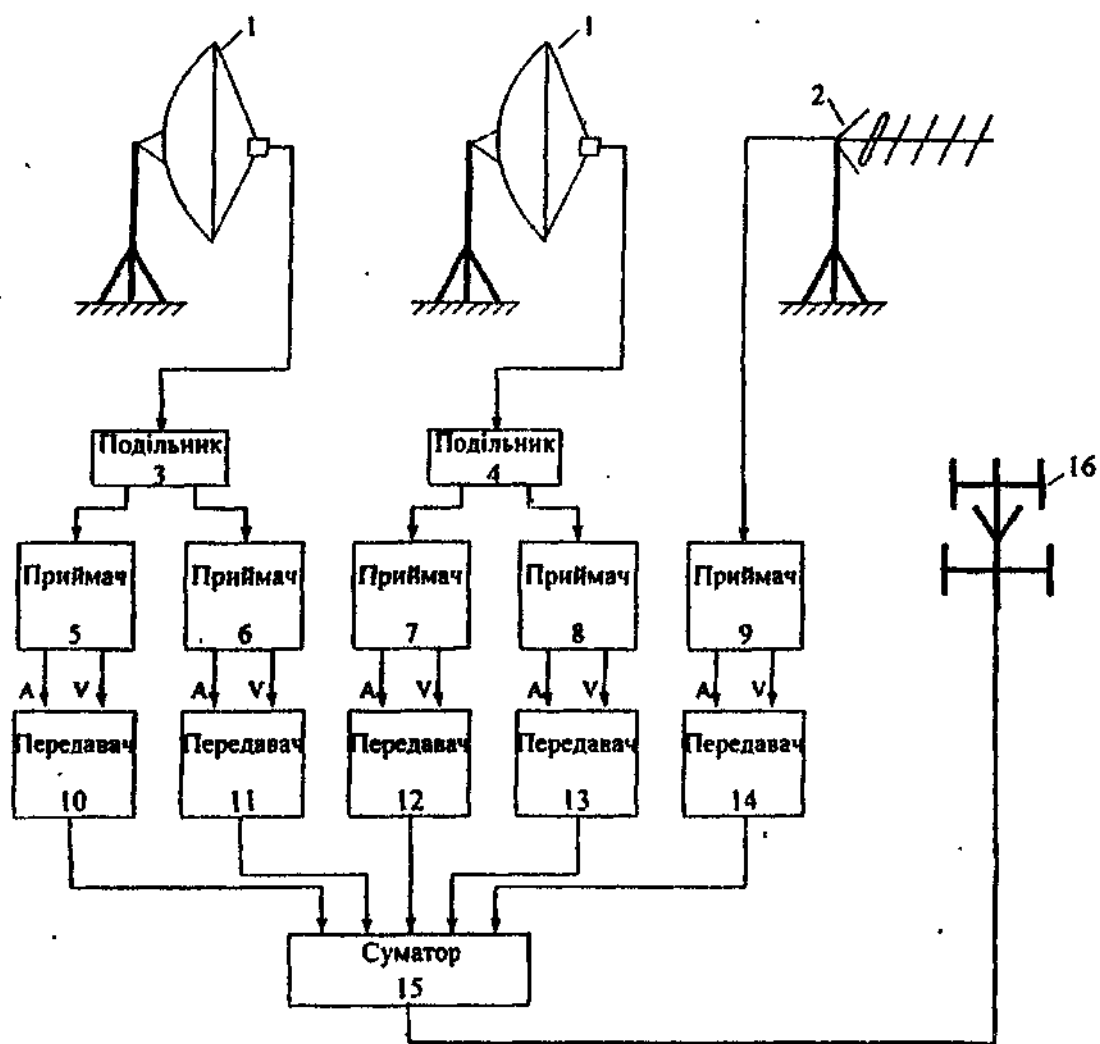 1
1
2
Подільник
3
Подільник
4
16
Приймач
5
Приймач
6
Приймач
7
Приймач
8
Приймач
9
A V
A V
A V
A V
A V
Передавач
10
Передавач
11
Передавач
12
Передавач
13
Передавач
14
Суматор
15